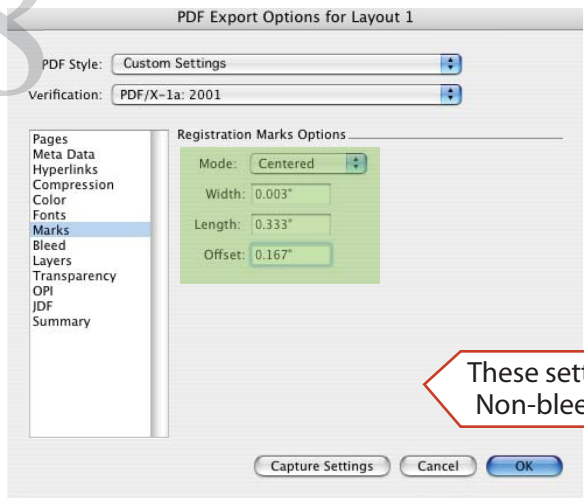 8
PDF Export Options for Layout 1
PDF Style: Custom Settings
Verification: PDF/X-1a: 2001
Pages
Meta Data
Hyperlinks
Compression
Color
Fonts
Marks
Bleed
Layers
Transparency
OPI
JDF
Summary
Registration Marks Options
Mode: Centered
Width: 0.003"
Length: 0.333"
Offset: 0.167"
These
Capture Settings Cancel OK